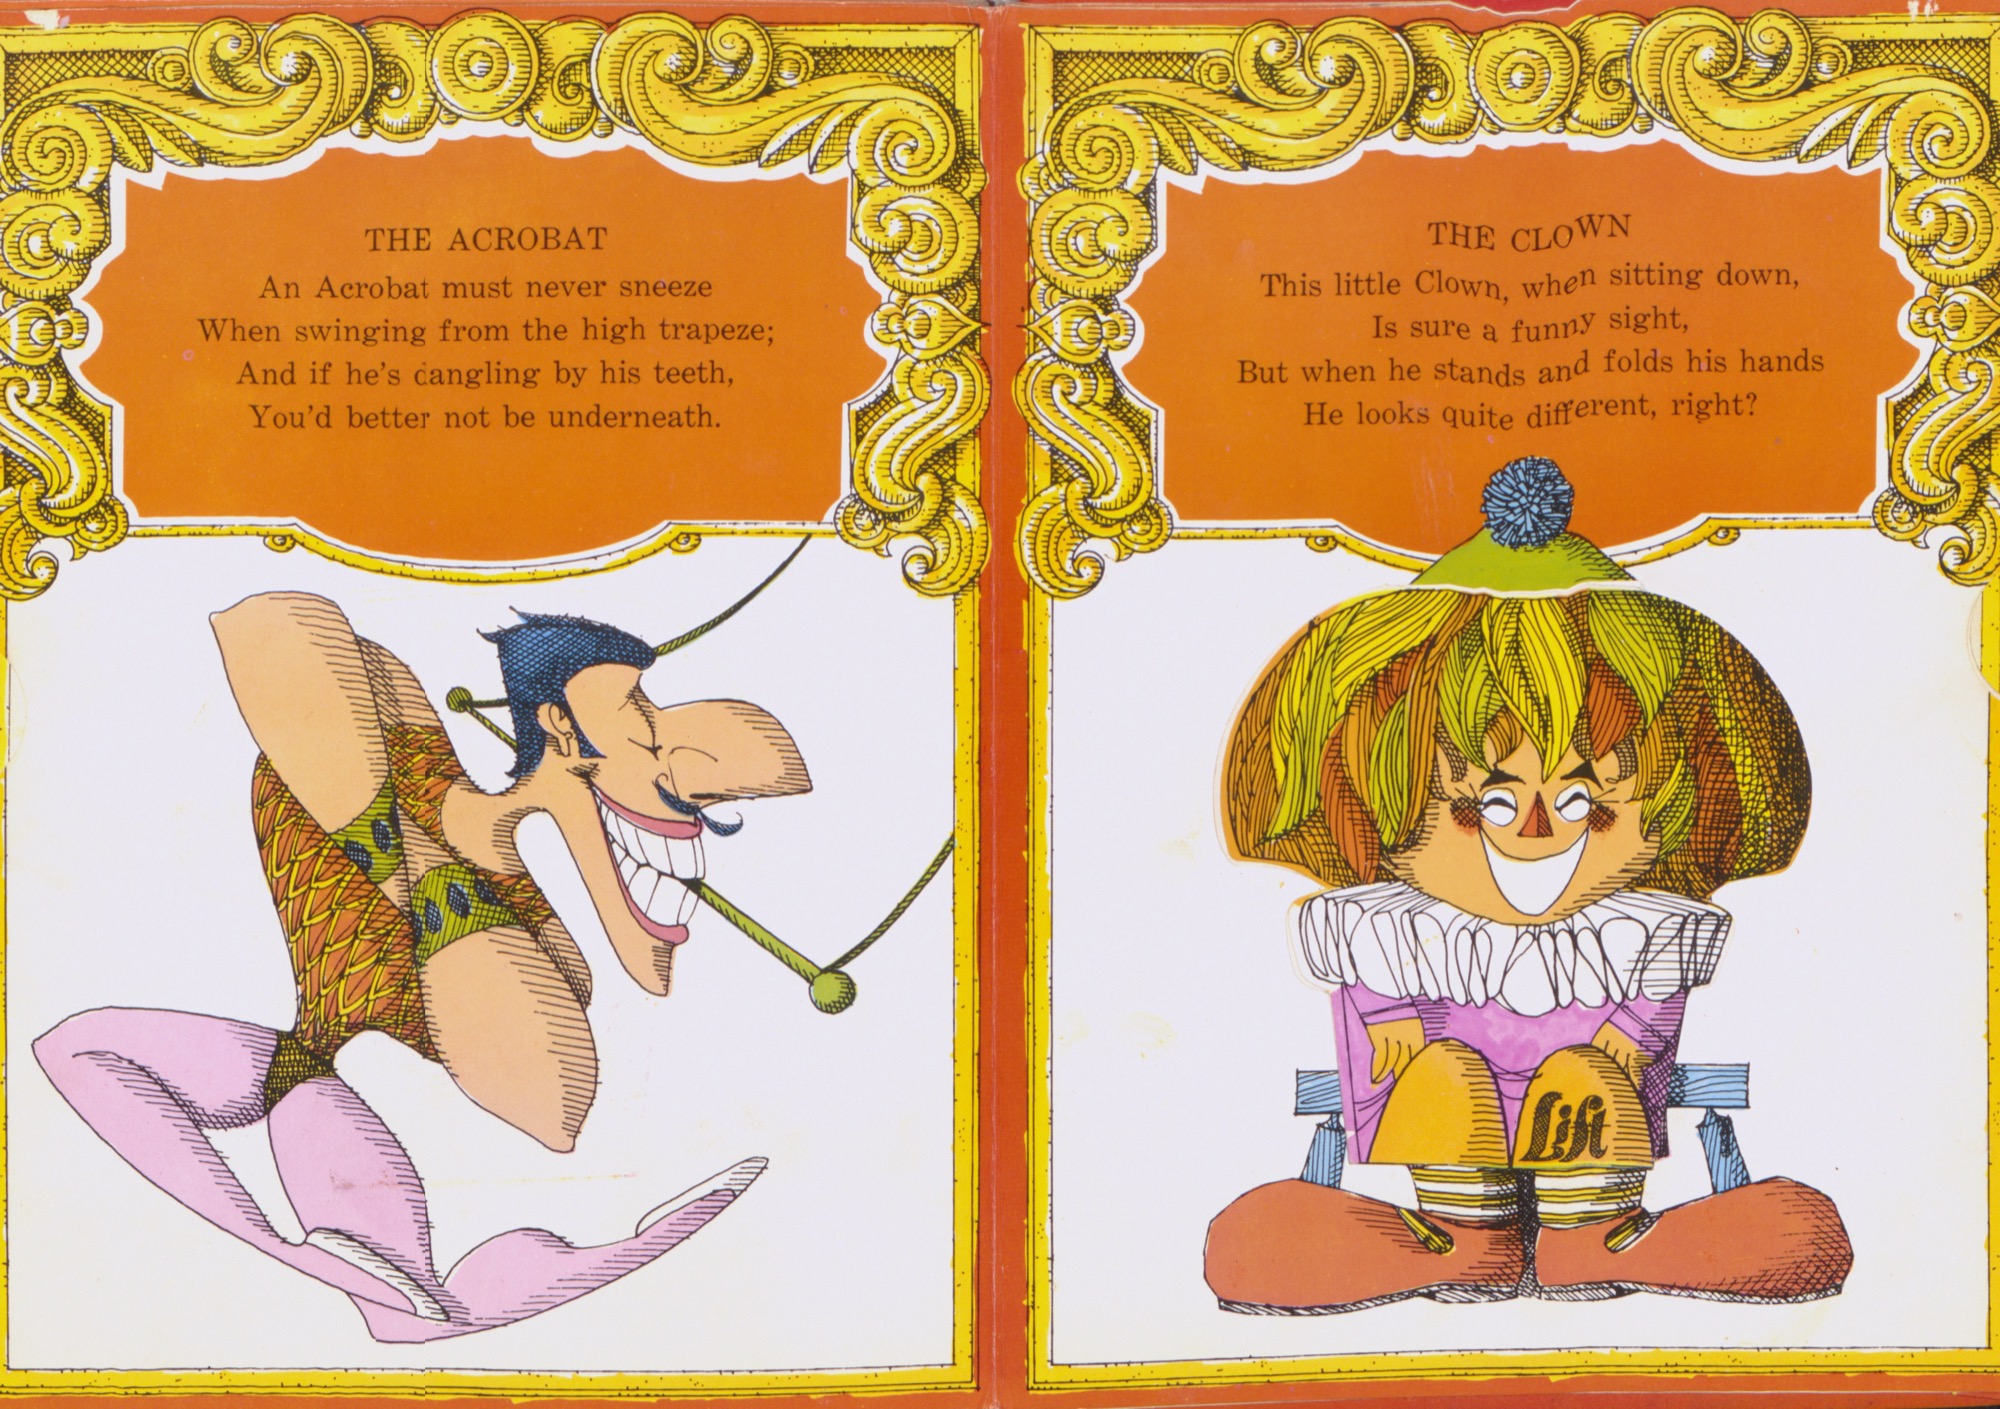 THE ACROBAT
An Acrobat must never sneeze
When swinging from the high trapeze;
And if he's dangling by his teeth,
You'd better not be underneath.
THE CLOWN
This little Clown, when sitting down,
Is sure a funny sight,
But when he stands and folds his hands
He looks quite different, right?
Lift